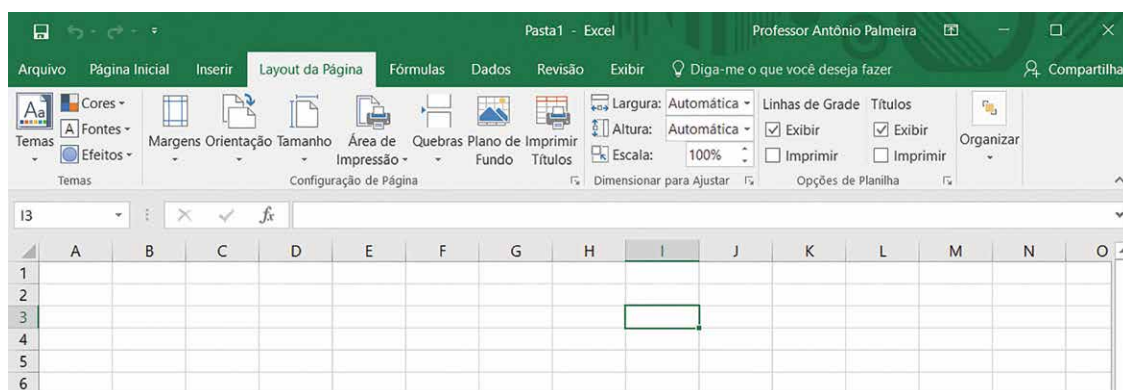 Pasta1 - Excel
Professor Antônio Palmeira
Arquivo Página Inicial Inserir Layout da Página Fórmulas Dados Revisão Exibir Diga-me o que você deseja fazer Compartilha
Aa Cores Largura: Automática Linhas de Grade Títulos
A Fontes Altura: Automática Exibir Exibir
Temas Efeitos Margens Orientação Tamanho Área de Impressão Quebras Plano de Fundo Imprimir Títulos Escala: 100% Imprimir Imprimir Organizar
Temas Configuração de Página Dimensionar para Ajustar Opções de Planilha
I3 fx
A B C D E F G H I J K L M N O
1
2
3
4
5
6